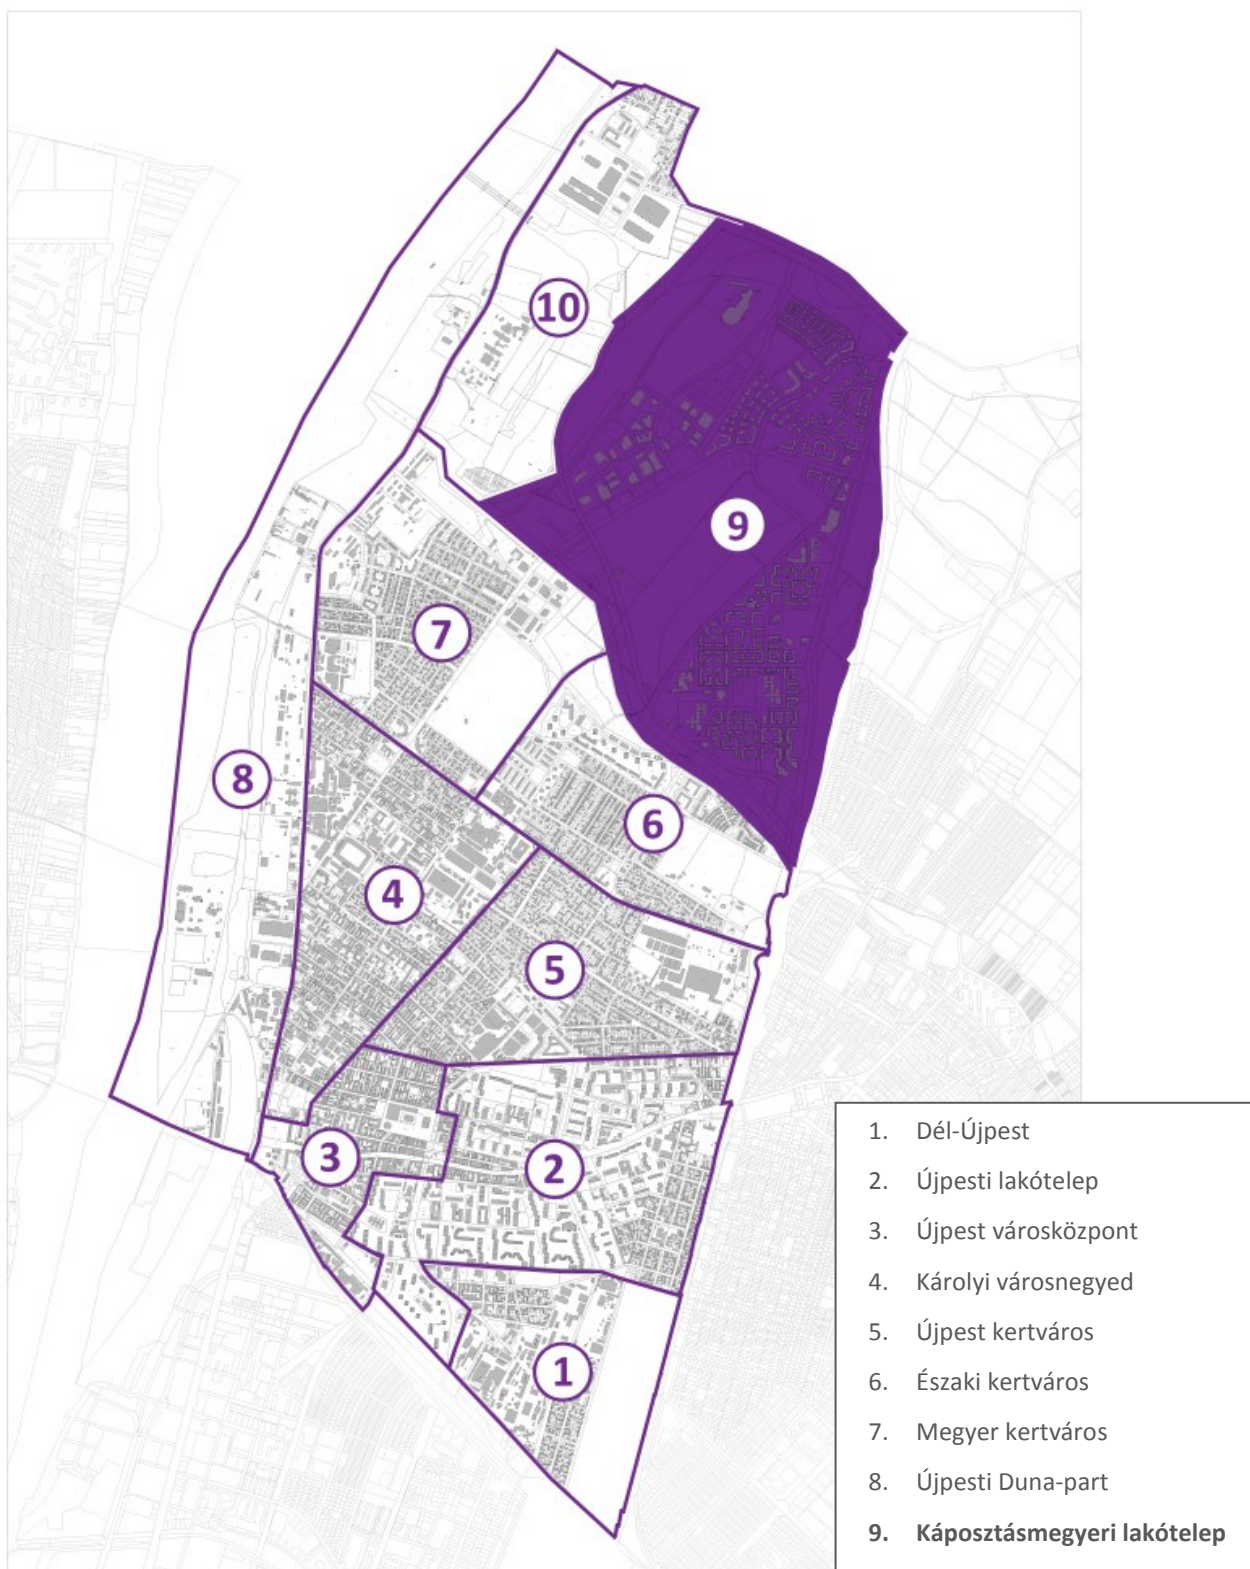 10
9
7
8
6
4
5
3
2
1
1. Dél-Újpest
2. Újpesti lakótelep
3. Újpest városközpont
4. Károlyi városnegyed
5. Újpest kertváros
6. Északi kertváros
7. Megyer kertváros
8. Újpesti Duna-part
9. Káposztásmegyeri lakótelep